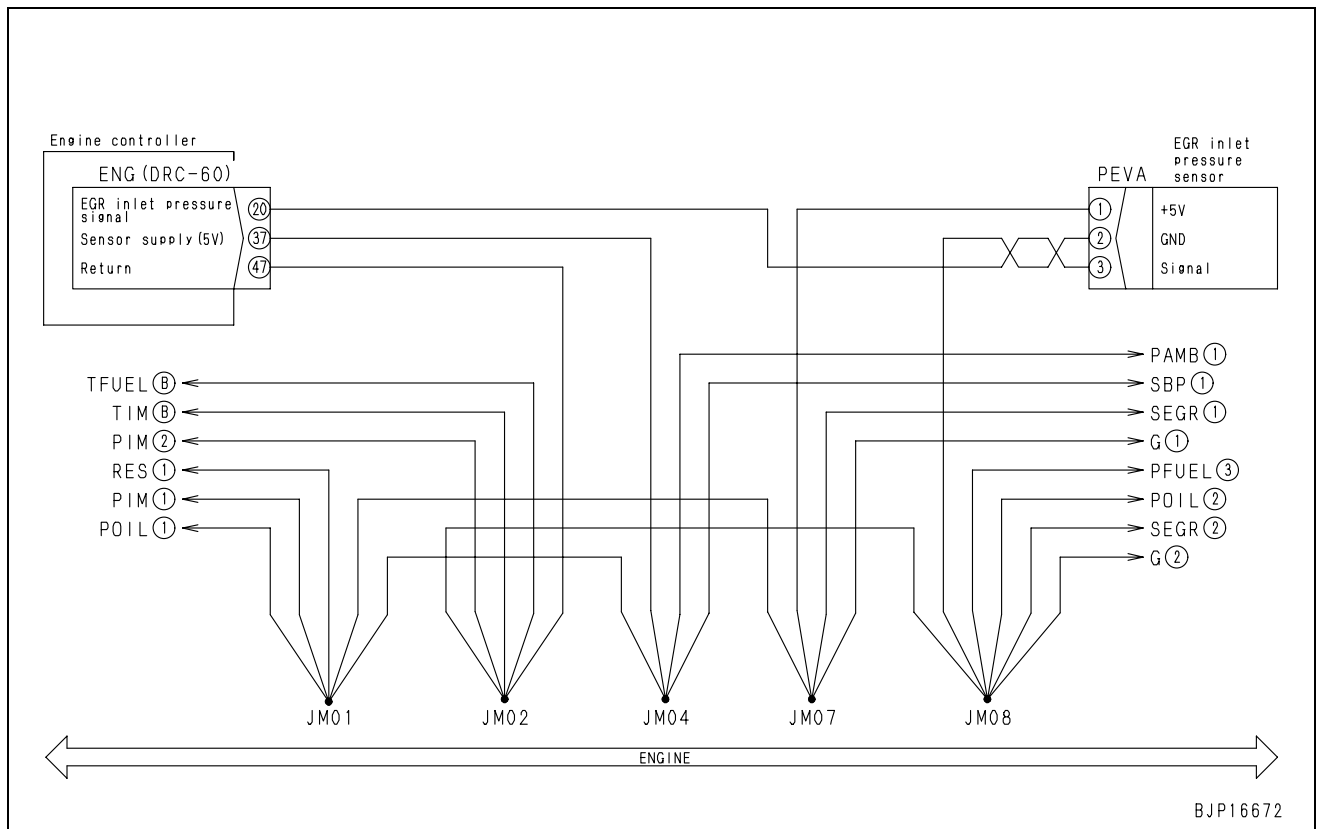 Engine controller
ENG (DRC-60)
EGR inlet pressure
signal
20
Sensor supply (5V)
37
Return
47
EGR inlet
pressure
sensor
PEVA
1
+5V
2
GND
3
Signal
TFUEL B
TIM B
PIM 2
RES 1
PIM 1
POIL 1
PAMB 1
SBP 1
SEGR 1
G 1
PFUEL 3
POIL 2
SEGR 2
G 2
JM01
JM02
JM04
JM07
JM08
ENGINE
BJP16672